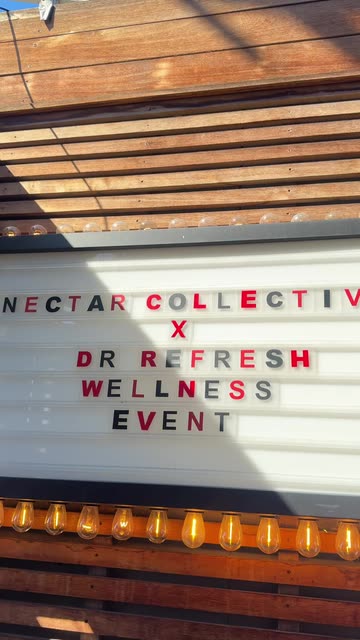 NECTAR COLLECTIV
X
DR REFRESH
WELLNESS
EVENT